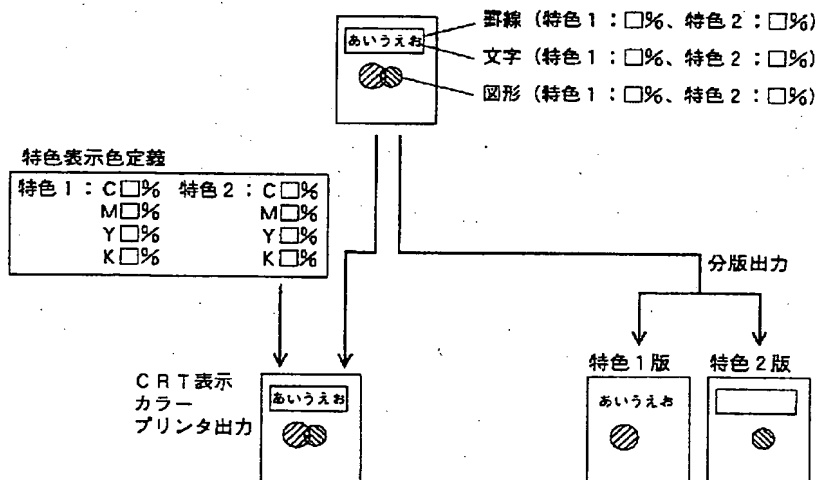 罫線(特色1:□%、特色2:□%)
あいうえお
文字(特色1:□%、特色2:□%)
図形(特色1:□%、特色2:□%)
特色表示色定義
特色1:C□% 特色2:C□%
M□% M□%
Y□% Y□%
K□% K□%
分版出力
CRT表示
カラー
プリンタ出力
あいうえお
特色1版 特色2版
あいうえお